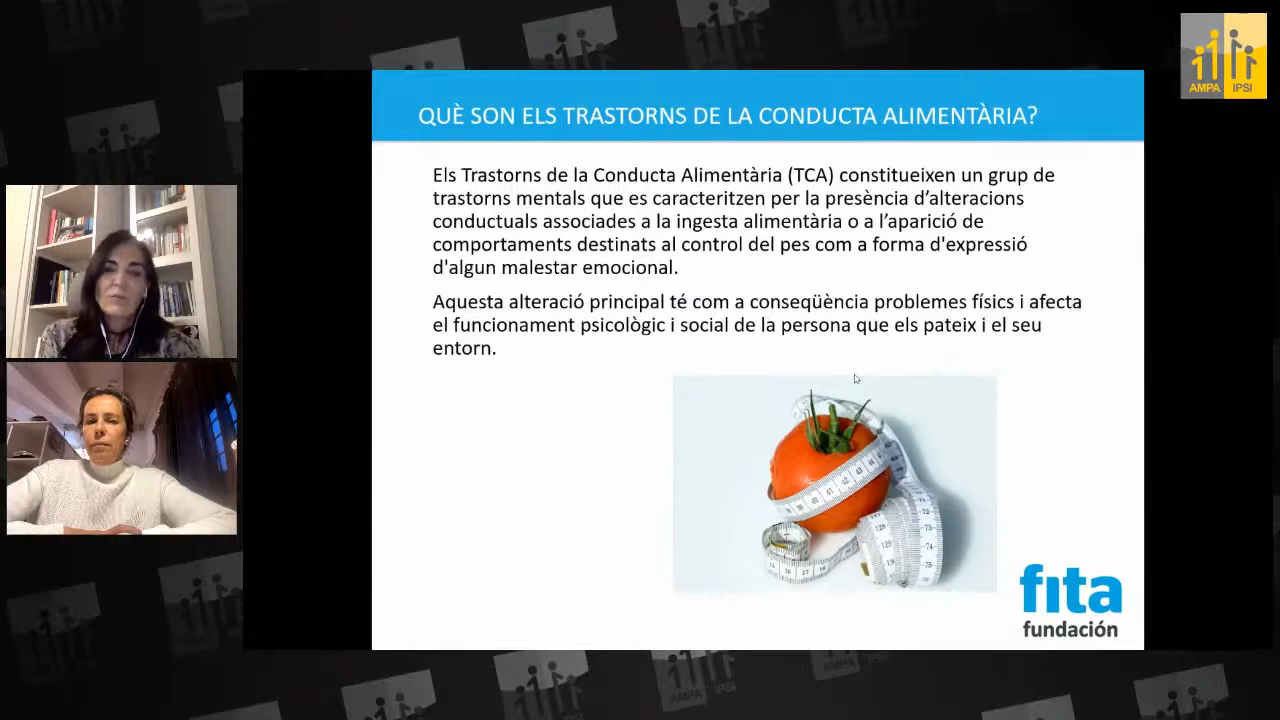 AMPA IPSI
QUÈ SON ELS TRASTORNS DE LA CONDUCTA ALIMENTÀRIA?
Els Trastorns de la Conducta Alimentària (TCA) constitueixen un grup de
trastorns mentals que es caracteritzen per la presència d’alteracions
conductuals associades a la ingesta alimentària o a l’aparició de
comportaments destinats al control del pes com a forma d'expressió
d'algun malestar emocional.
Aquesta alteració principal té com a conseqüència problemes físics i afecta
el funcionament psicològic i social de la persona que els pateix i el seu
entorn.
fita
fundación
AMPA IPSI